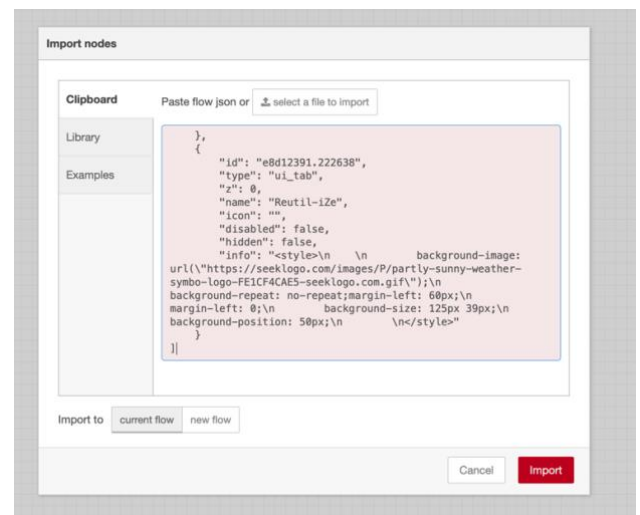 Import nodes
Clipboard
Paste flow json or select a file to import
Library
Examples
},
{
"id": "e8d12391.222638",
"type": "ui_tab",
"z": 0,
"name": "Reutil-iZe",
"icon": "",
"disabled": false,
"hidden": false,
"info": "<style>\n \n background-image:
url(\"https://seeklogo.com/images/P/partly-sunny-weather-
symbo-logo-FE1CF4CAE5-seeklogo.com.gif\");\n
background-repeat: no-repeat;margin-left: 60px;\n
margin-left: 0;\n background-size: 125px 39px;\n
background-position: 50px;\n \n</style>"
}
]
Import to current flow new flow
Cancel Import